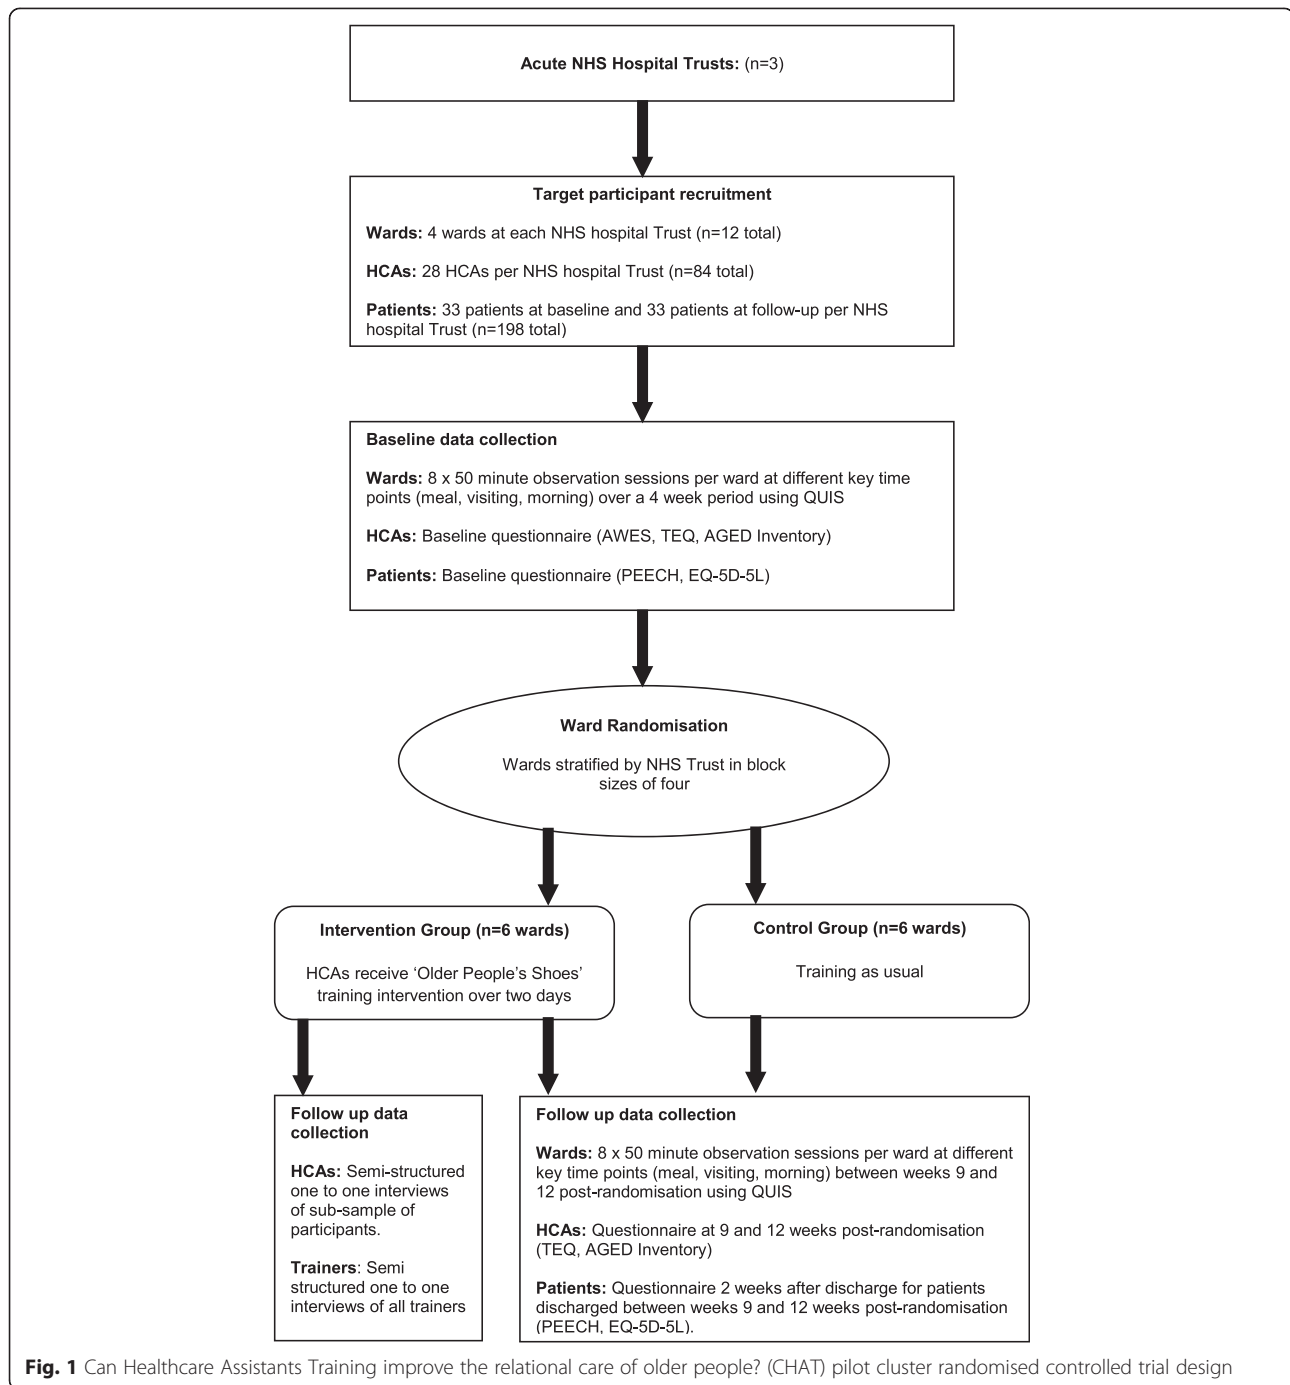 Acute NHS Hospital Trusts: (n=3)
Target participant recruitment
Wards: 4 wards at each NHS hospital Trust (n=12 total)
HCAs: 28 HCAs per NHS hospital Trust (n=84 total)
Patients: 33 patients at baseline and 33 patients at follow-up per NHS
hospital Trust (n=198 total)
Baseline data collection
Wards: 8 x 50 minute observation sessions per ward at different key time
points (meal, visiting, morning) over a 4 week period using QUIS
HCAs: Baseline questionnaire (AWES, TEQ, AGED Inventory)
Patients: Baseline questionnaire (PEECH, EQ-5D-5L)
Ward Randomisation
Wards stratified by NHS Trust in block
sizes of four
Intervention Group (n=6 wards)
HCAs receive ‘Older People’s Shoes’
training intervention over two days
Control Group (n=6 wards)
Training as usual
Follow up data
collection
HCAs: Semi-structured
one to one interviews
of sub-sample of
participants.
Trainers: Semi
structured one to one
interviews of all trainers
Follow up data collection
Wards: 8 x 50 minute observation sessions per ward at different
key time points (meal, visiting, morning) between weeks 9 and
12 post-randomisation using QUIS
HCAs: Questionnaire at 9 and 12 weeks post-randomisation
(TEQ, AGED Inventory)
Patients: Questionnaire 2 weeks after discharge for patients
discharged between weeks 9 and 12 weeks post-randomisation
(PEECH, EQ-5D-5L).
Fig. 1 Can Healthcare Assistants Training improve the relational care of older people? (CHAT) pilot cluster randomised controlled trial design